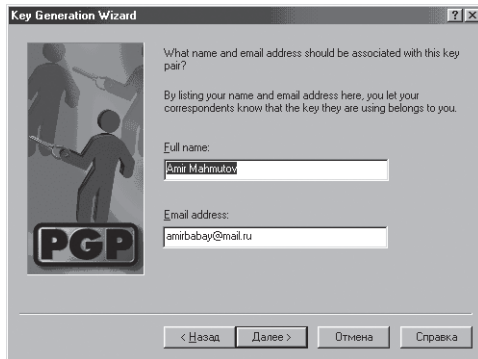 Key Generation Wizard
What name and email address should be associated with this key
pair?
By listing your name and email address here, you let your
correspondents know that the key they are using belongs to you.
Full name:
Amir Mahmutov
Email address:
amirbabay@mail.ru
PGP
< Назад Далее > Отмена Справка